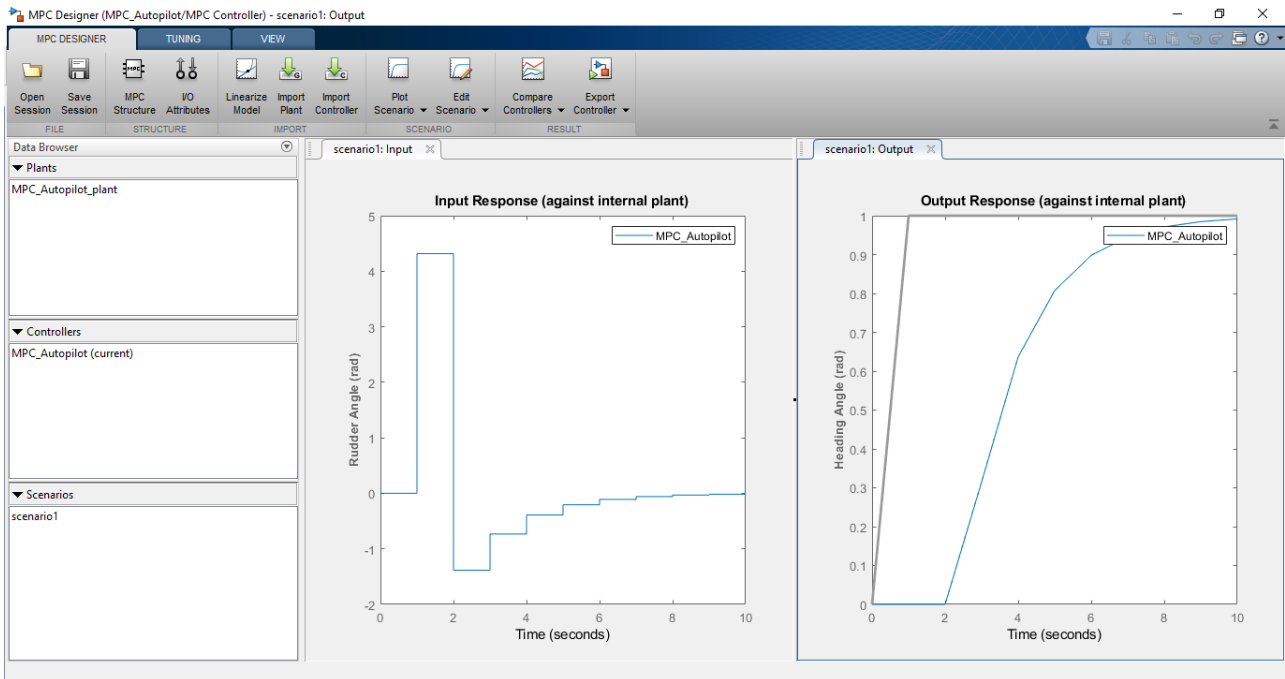 MPC Designer (MPC_Autopilot/MPC Controller) - scenario1: Output
MPC DESIGNER TUNING VIEW
Open Session
Save Session
MPC Structure
I/O Attributes
Linearize Model
Import Plant
Import Controller
Plot Scenario
Edit Scenario
Compare Controllers
Export Controller
FILE STRUCTURE IMPORT SCENARIO RESULT
Data Browser
Plants
MPC_Autopilot_plant
Controllers
MPC_Autopilot (current)
Scenarios
scenario1
scenario1: Input
Input Response (against internal plant)
MPC_Autopilot
Rudder Angle (rad)
5
4
3
2
1
0
-1
-2
0 2 4 6 8 10
Time (seconds)
scenario1: Output
Output Response (against internal plant)
MPC_Autopilot
Heading Angle (rad)
1
0.9
0.8
0.7
0.6
0.5
0.4
0.3
0.2
0.1
0
0 2 4 6 8 10
Time (seconds)